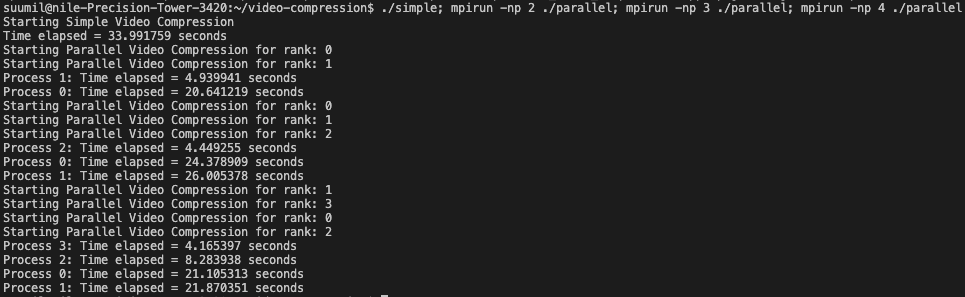 suumil@nile-Precision-Tower-3420:~/video-compression$ ./simple; mpirun -np 2 ./parallel; mpirun -np 3 ./parallel; mpirun -np 4 ./parallel
Starting Simple Video Compression
Time elapsed = 33.991759 seconds
Starting Parallel Video Compression for rank: 0
Starting Parallel Video Compression for rank: 1
Process 1: Time elapsed = 4.939941 seconds
Process 0: Time elapsed = 20.641219 seconds
Starting Parallel Video Compression for rank: 0
Starting Parallel Video Compression for rank: 1
Starting Parallel Video Compression for rank: 2
Process 2: Time elapsed = 4.449255 seconds
Process 0: Time elapsed = 24.378909 seconds
Process 1: Time elapsed = 26.005378 seconds
Starting Parallel Video Compression for rank: 1
Starting Parallel Video Compression for rank: 3
Starting Parallel Video Compression for rank: 0
Starting Parallel Video Compression for rank: 2
Process 3: Time elapsed = 4.165397 seconds
Process 2: Time elapsed = 8.283938 seconds
Process 0: Time elapsed = 21.105313 seconds
Process 1: Time elapsed = 21.870351 seconds